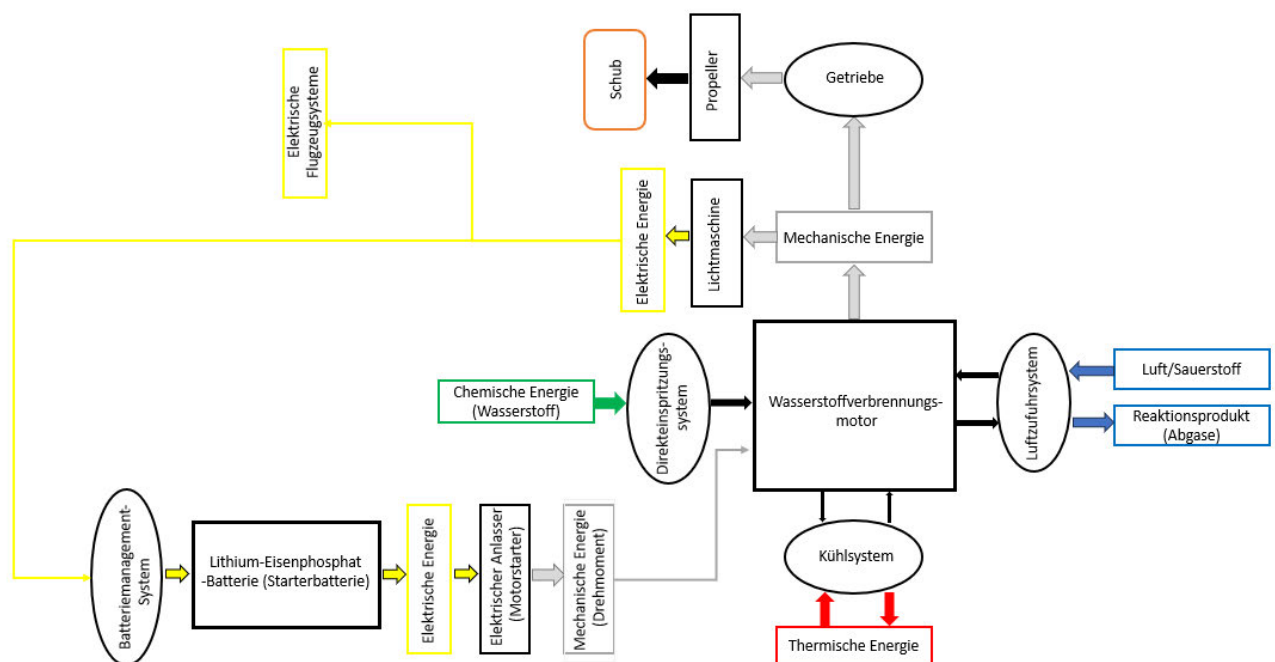 Schub
Propeller
Getriebe
Elektrische
Flugzeugsysteme
Elektrische Energie
Lichtmaschine
Mechanische Energie
Chemische Energie
(Wasserstoff)
Direkteinspritzungs-
system
Wasserstoffverbrennungs-
motor
Luftzufuhrsystem
Luft/Sauerstoff
Reaktionsprodukt
(Abgase)
Batteriemanagement-
System
Lithium-Eisenphosphat
-Batterie (Starterbatterie)
Elektrische Energie
Elektrischer Anlasser
(Motorstarter)
Mechanische Energie
(Drehmoment)
Kühlsystem
Thermische Energie